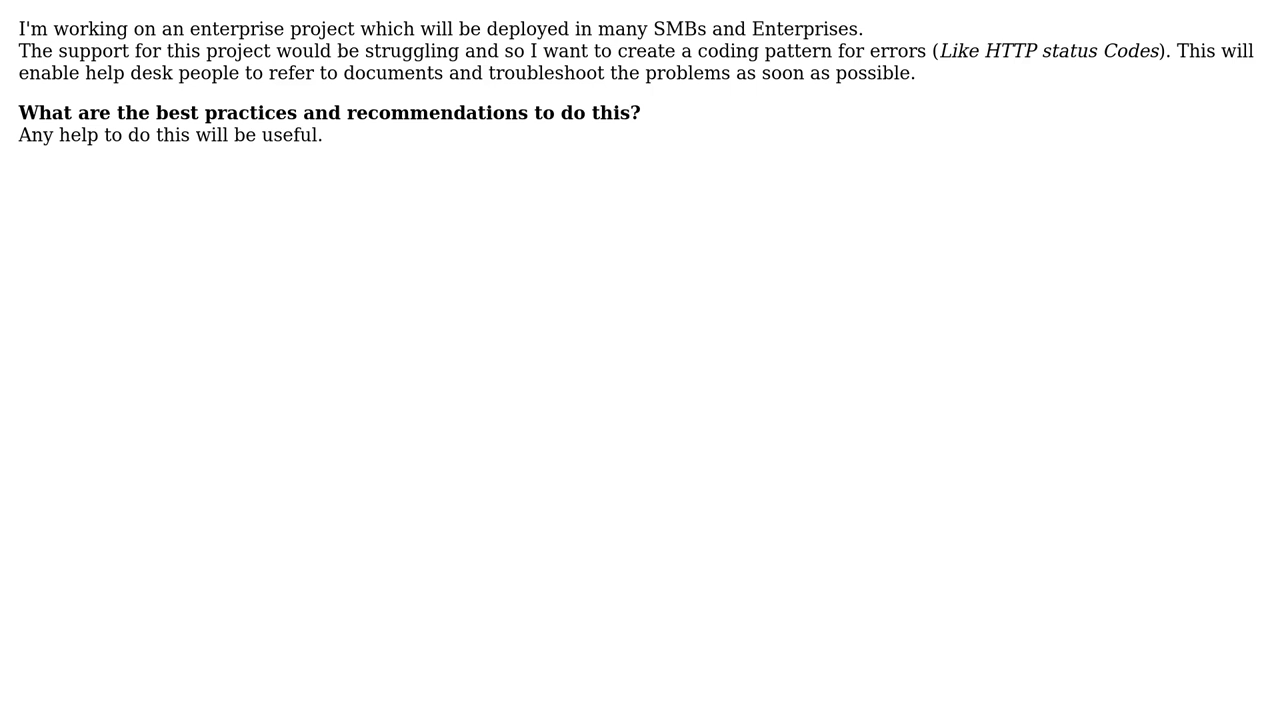 I'm working on an enterprise project which will be deployed in many SMBs and Enterprises.
The support for this project would be struggling and so I want to create a coding pattern for errors (Like HTTP status Codes). This will
enable help desk people to refer to documents and troubleshoot the problems as soon as possible.
What are the best practices and recommendations to do this?
Any help to do this will be useful.